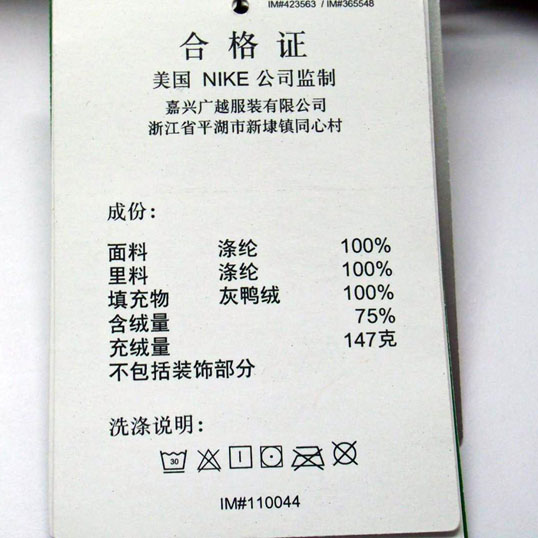 IM#423563 / IM#365548
合格证
美国 NIKE 公司监制
嘉兴广越服装有限公司
浙江省平湖市新埭镇同心村
成份：
面料 涤纶 100%
里料 涤纶 100%
填充物 灰鸭绒 100%
含绒量 75%
充绒量 147克
不包括装饰部分
洗涤说明：
30
IM#110044